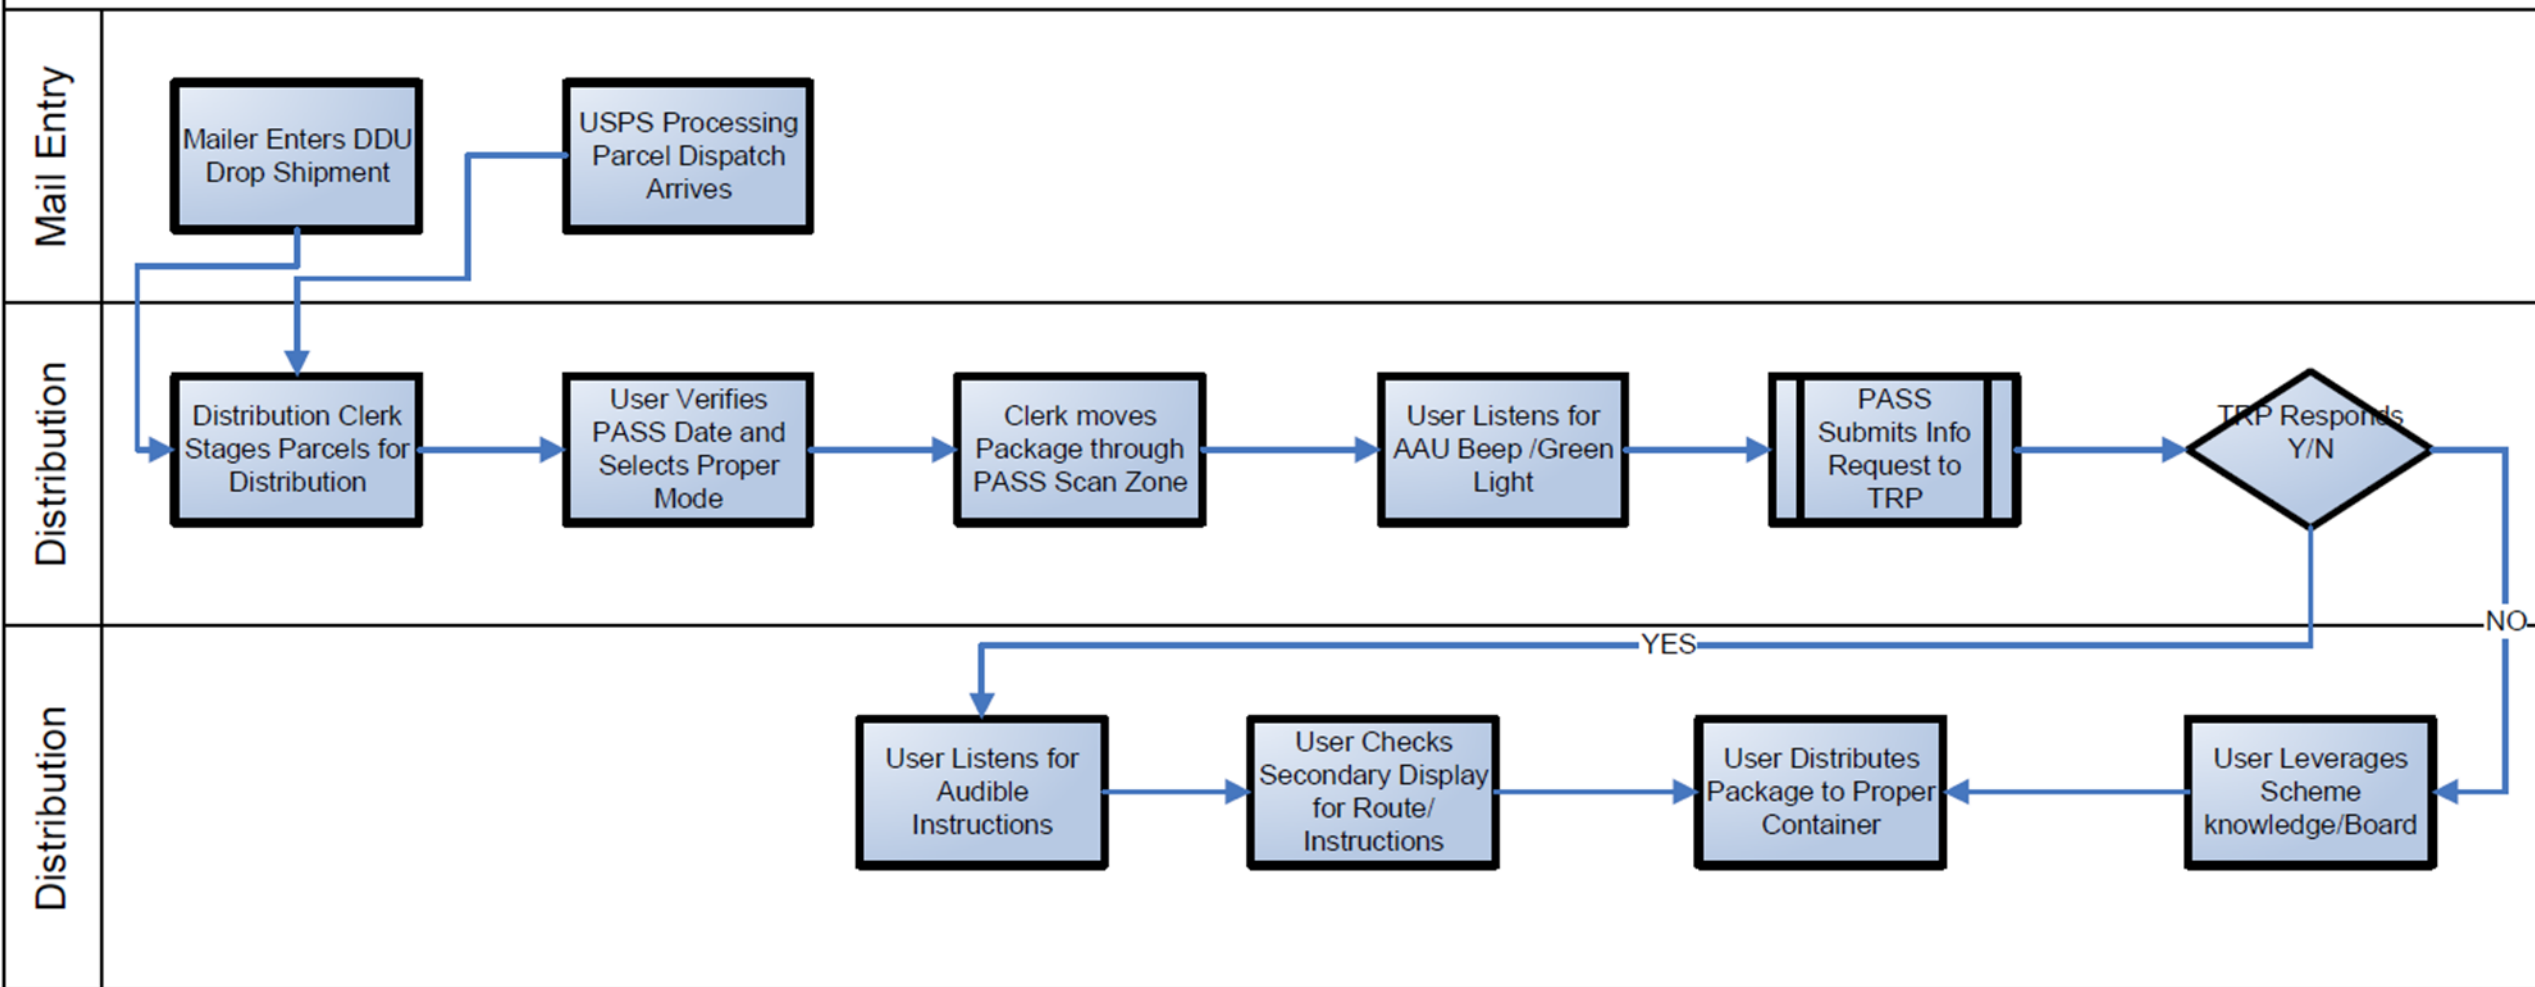 Mail Entry
Mailer Enters DDU
Drop Shipment
USPS Processing
Parcel Dispatch
Arrives
Distribution
Distribution Clerk
Stages Parcels for
Distribution
User Verifies
PASS Date and
Selects Proper
Mode
Clerk moves
Package through
PASS Scan Zone
User Listens for
AAU Beep /Green
Light
PASS
Submits Info
Request to
TRP
TRP Responds
Y/N
NO
YES
Distribution
User Listens for
Audible
Instructions
User Checks
Secondary Display
for Route/
Instructions
User Distributes
Package to Proper
Container
User Leverages
Scheme
knowledge/Board